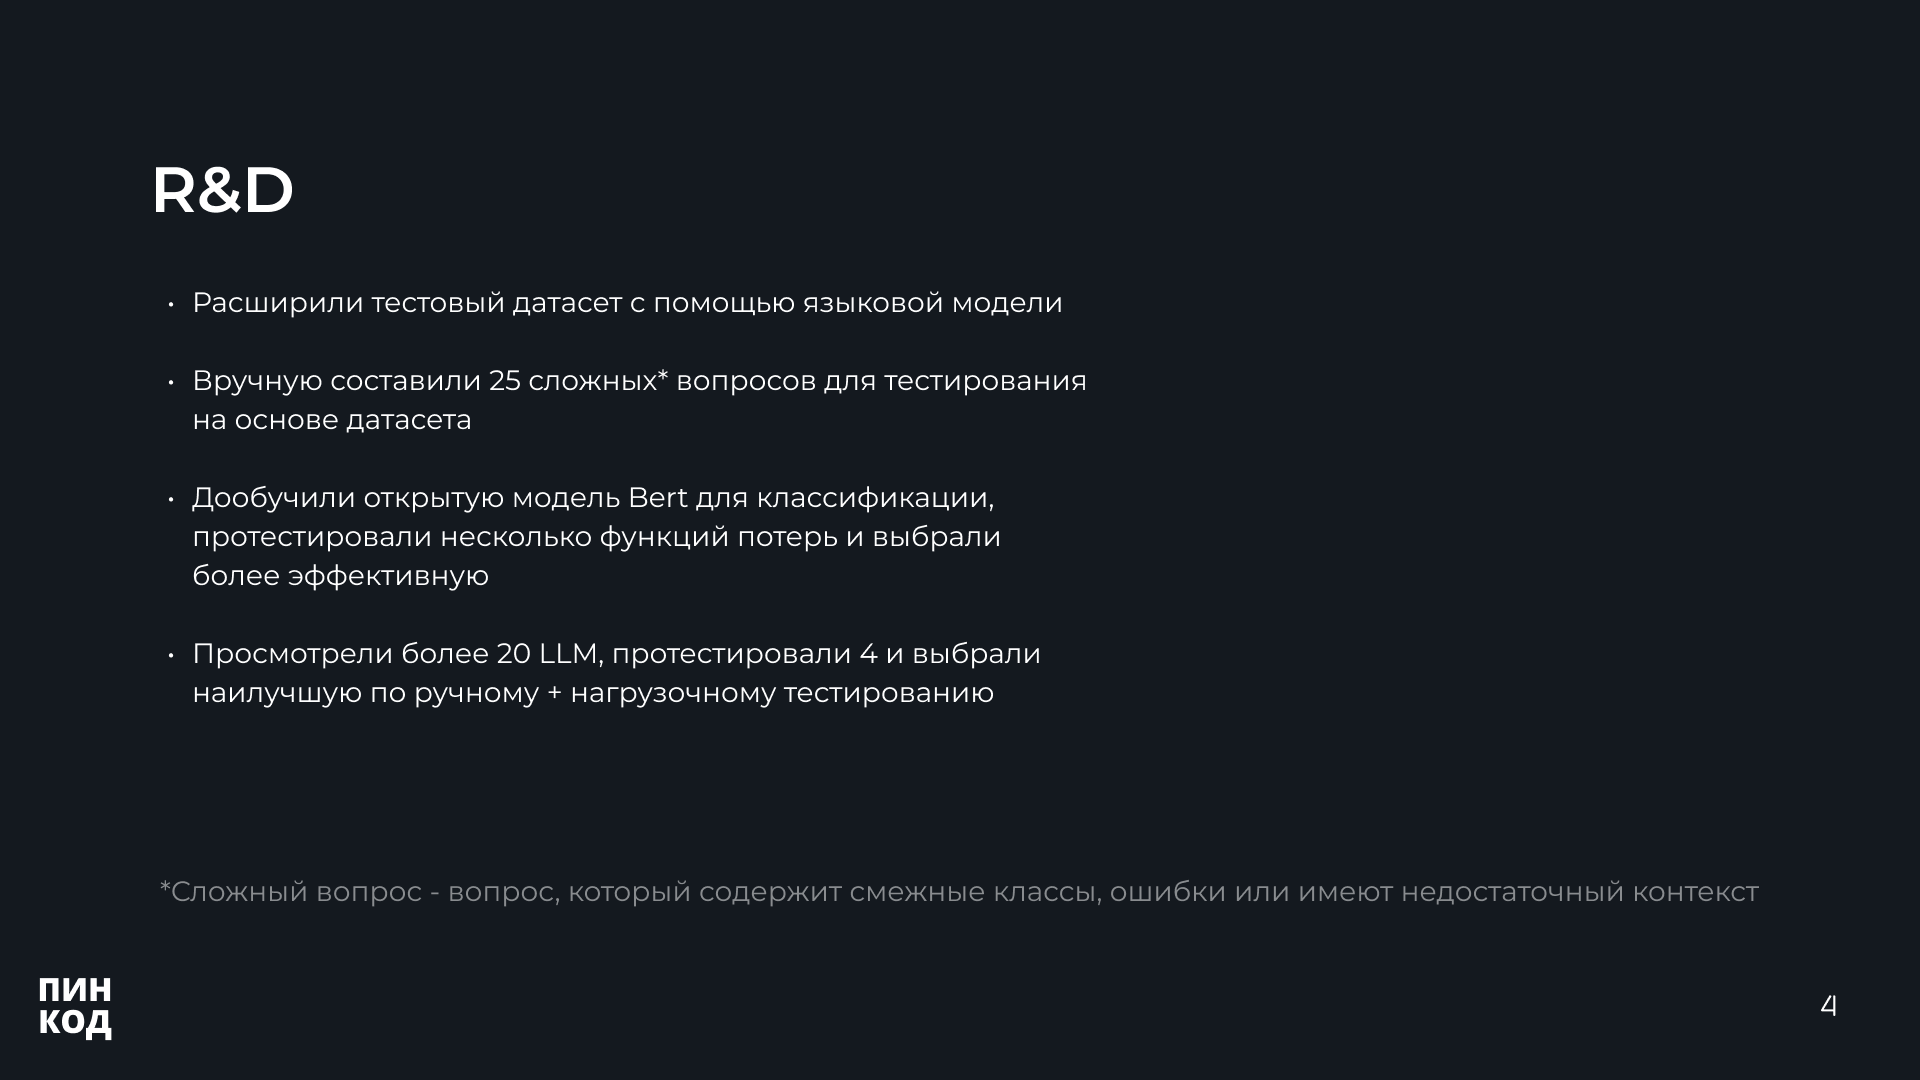 R&D
• Расширили тестовый датасет с помощью языковой модели
• Вручную составили 25 сложных* вопросов для тестирования
на основе датасета
• Дообучили открытую модель Bert для классификации,
протестировали несколько функций потерь и выбрали
более эффективную
• Просмотрели более 20 LLM, протестировали 4 и выбрали
наилучшую по ручному + нагрузочному тестированию
*Сложный вопрос - вопрос, который содержит смежные классы, ошибки или имеют недостаточный контекст
ПИН
КОД
4